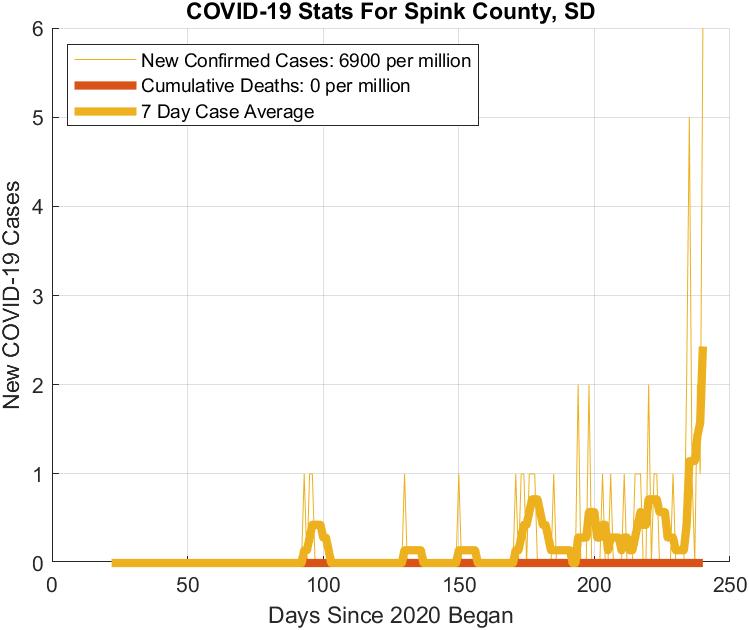 COVID-19 Stats For Spink County, SD
New Confirmed Cases: 6900 per million
Cumulative Deaths: 0 per million
7 Day Case Average
New COVID-19 Cases
6
5
4
3
2
1
0
0 50 100 150 200 250
Days Since 2020 Began